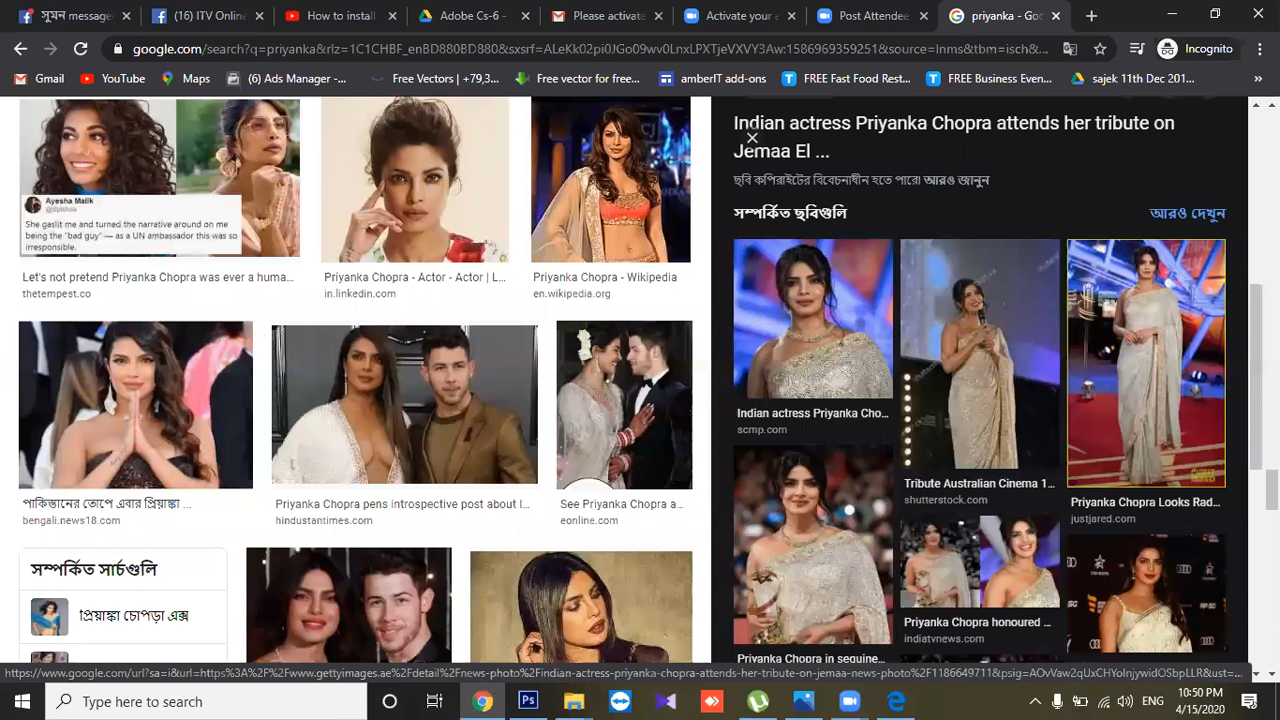 সুমন manage
(16) ITV Online
How to install
Adobe Cs-6 -
Please activate
Activate your a
Post Attendee
priyanka - Goo
google.com/search?q=priyanka&rlz=1C1CHBF_enBD880BD880&sxsrf=ALeKk02pi0JGo09wv0LnxLPXTjeVXVY3Aw:1586969359251&source=lnms&tbm=isch&...
Incognito
Gmail
YouTube
Maps
(6) Ads Manager -...
Free Vectors | +79,3...
Free vector for free...
amberIT add-ons
FREE Fast Food Rest...
FREE Business Even...
sajek 11th Dec 201...
»
Ayesha Malik
She gaslit me and turned the narrative around on me
being the "bad guy" — as a UN ambassador this was so
irresponsible.
Let's not pretend Priyanka Chopra was ever a huma...
thetempest.co
Priyanka Chopra - Actor - Actor | L...
in.linkedin.com
Priyanka Chopra - Wikipedia
en.wikipedia.org
পাকিস্তানের তোপে এবার প্রিয়াঙ্কা ...
bengali.news18.com
Priyanka Chopra pens introspective post about l...
hindustantimes.com
See Priyanka Chopra a...
eonline.com
সম্পর্কিত সার্চগুলি
প্রিয়াঙ্কা চোপড়া এক্স
Indian actress Priyanka Chopra attends her tribute on
Jemaa El ...
ছবি কপিরাইটের বিবেচনাধীন হতে পারে৷ আরও জানুন
সম্পর্কিত ছবিগুলি
আরও দেখুন
Indian actress Priyanka Cho...
scmp.com
Tribute Australian Cinema 1...
shutterstock.com
Priyanka Chopra Looks Rad...
justjared.com
Priyanka Chopra honoured ...
indiatvnews.com
Priyanka Chopra in sequine...
https://www.google.com/url?sa=i&url=https%3A%2F%2Fwww.gettyimages.ae%2Fdetail%2Fnews-photo%2Findian-actress-priyanka-chopra-attends-her-tribute-on-jemaa-news-photo%2F1186649711&psig=AOvVaw2qUxCHYoInjywidOSbpLLR&ust=...
Type here to search
Ps
10:50 PM
4/15/2020